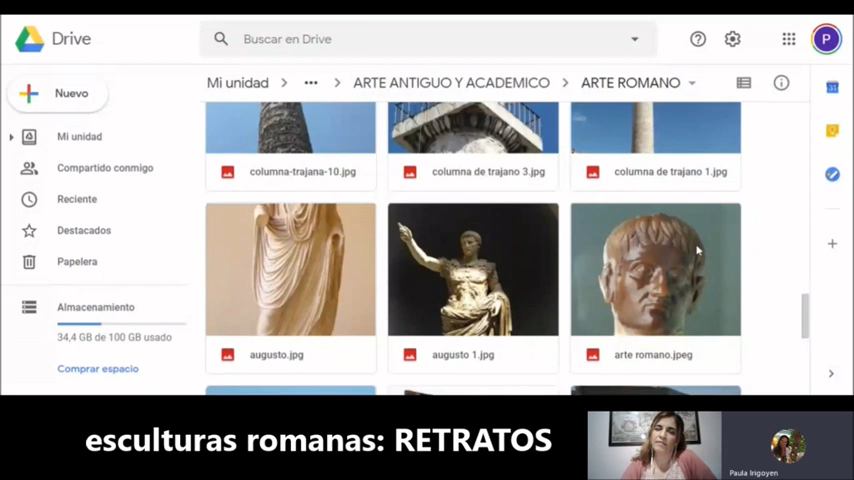 Drive
Buscar en Drive
P
Mi unidad
ARTE ANTIGUO Y ACADEMICO
ARTE ROMANO
Nuevo
Mi unidad
Compartido conmigo
Reciente
Destacados
Papelera
Almacenamiento
34,4 GB de 100 GB usado
Comprar espacio
columna-trajana-10.jpg
columna de trajano 3.jpg
columna de trajano 1.jpg
augusto.jpg
augusto 1.jpg
arte romano.jpeg
31
esculturas romanas: RETRATOS
Paula Irigoyen